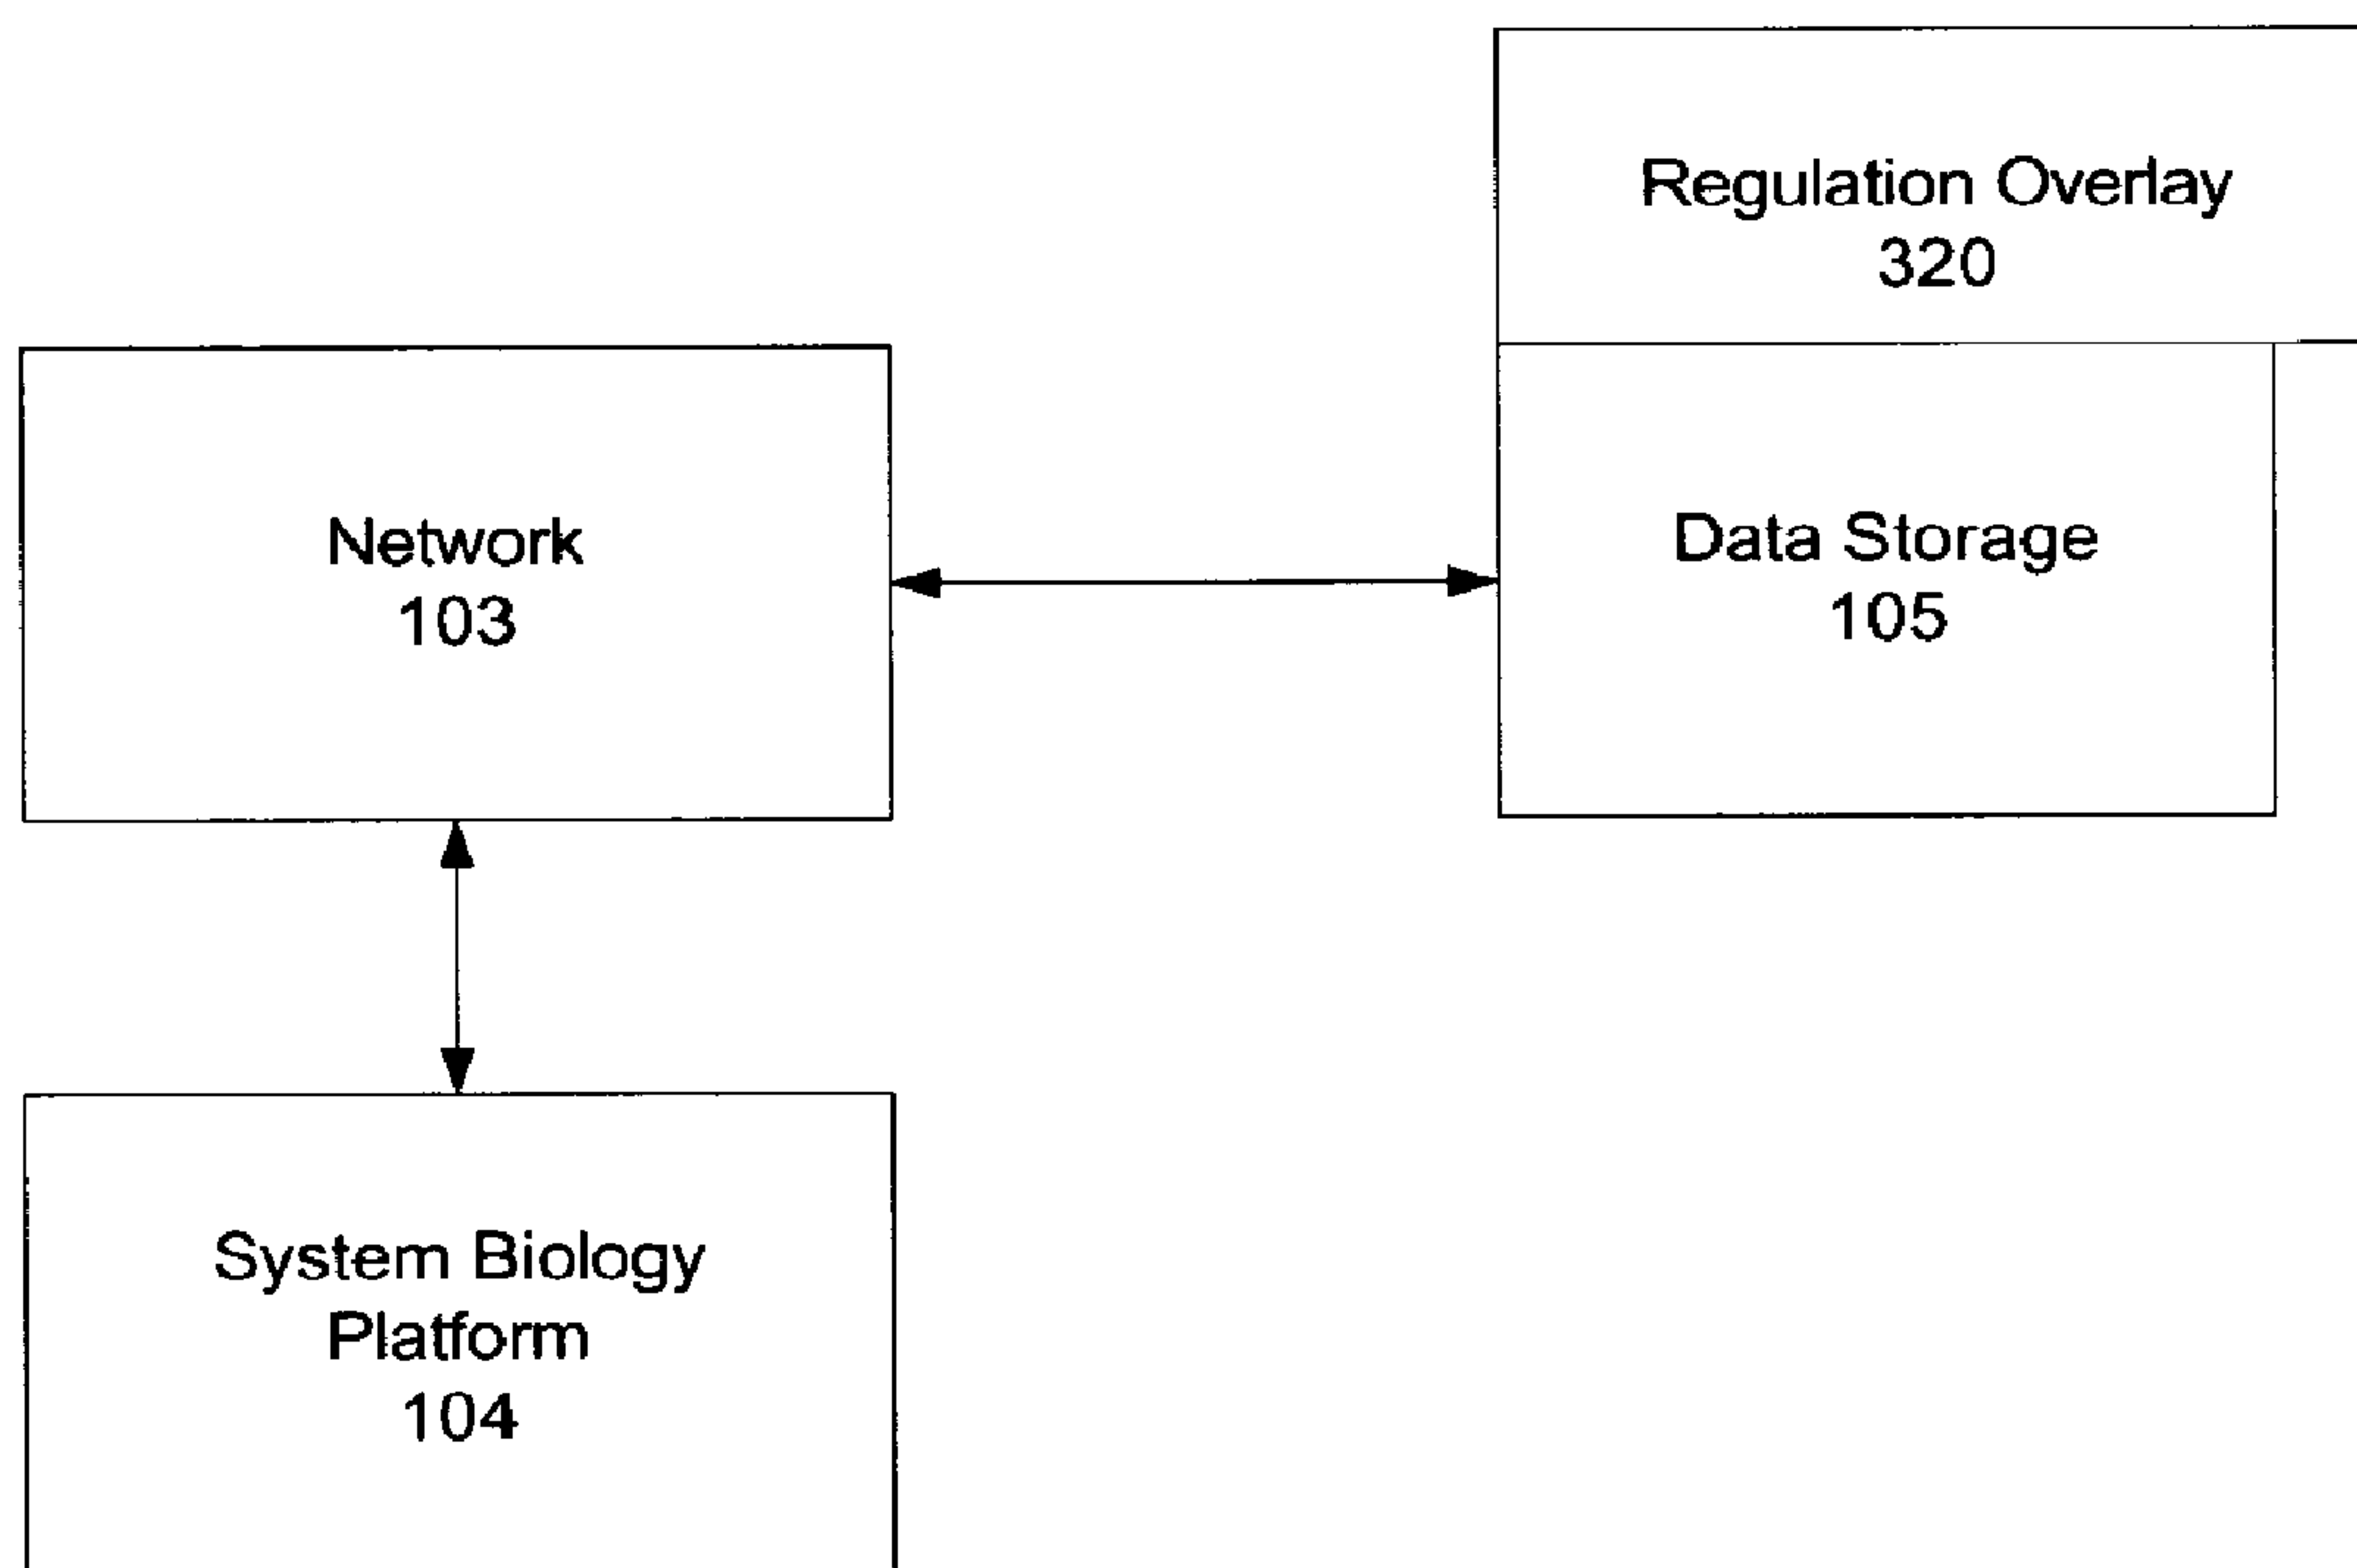 Regulation Overlay
320
Network
103
Data Storage
105
System Biology
Platform
104